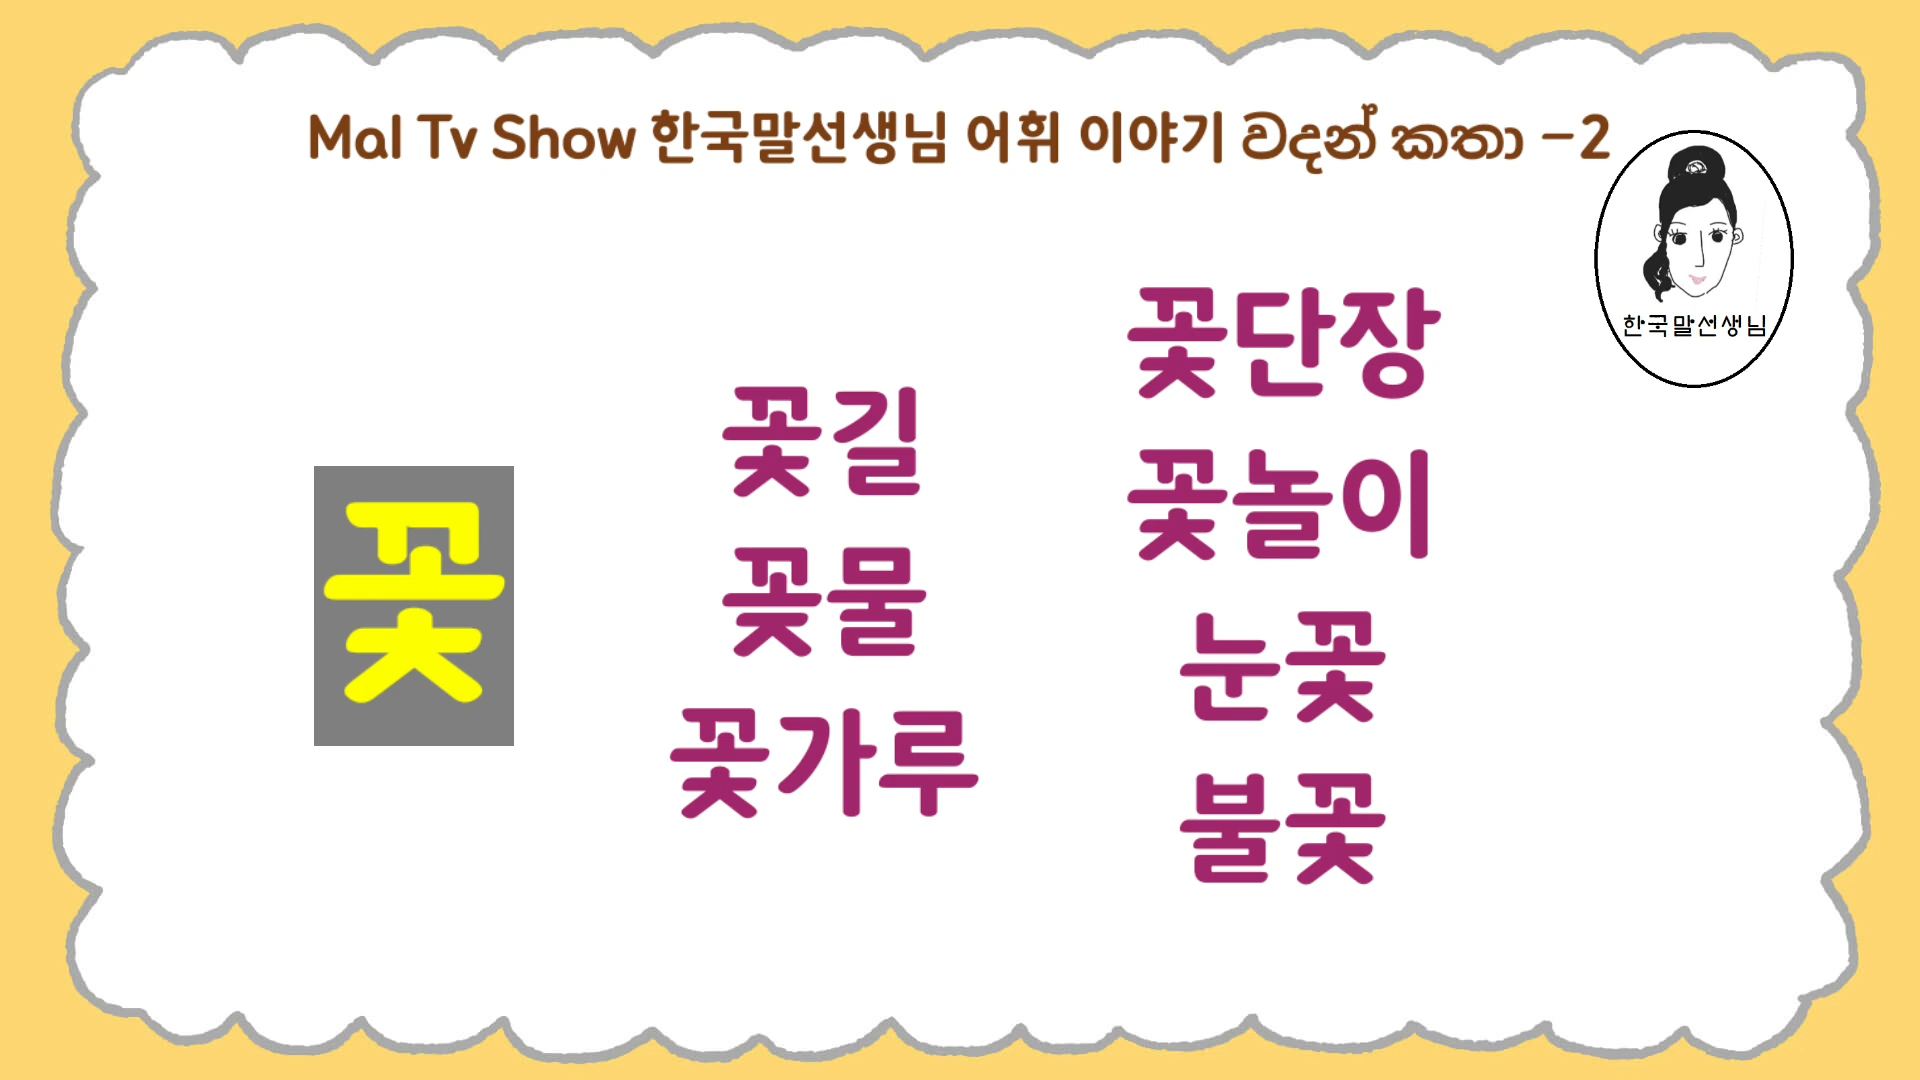 Mal Tv Show 한국말선생님 어휘 이야기 වදන් කතා -2
한국말선생님
꽃
꽃길
꽃물
꽃가루
꽃단장
꽃놀이
눈꽃
불꽃